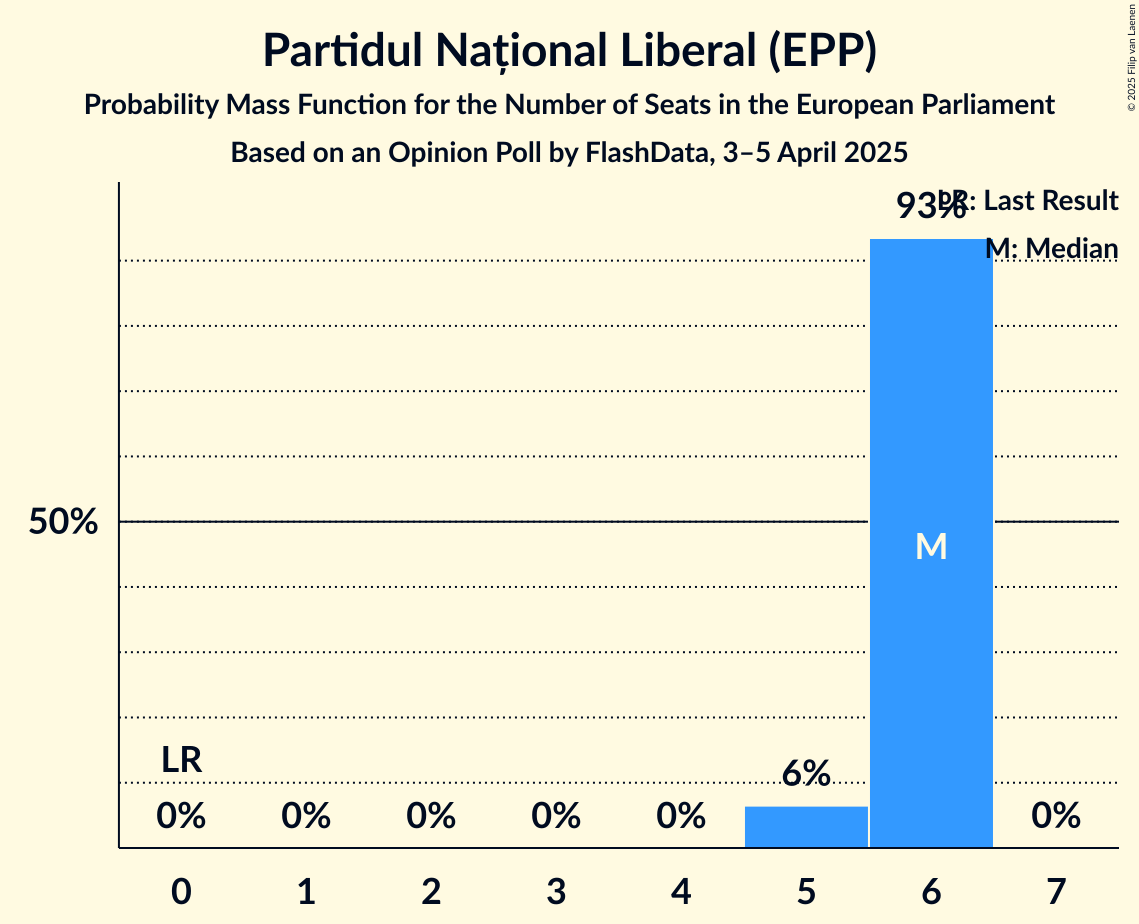 Partidul Național Liberal (EPP)
Probability Mass Function for the Number of Seats in the European Parliament
Based on an Opinion Poll by FlashData, 3–5 April 2025
© 2025 Filip van Laenen
LR: Last Result
M: Median
93%
50%
M
LR
6%
0% 0% 0% 0% 0% 0%
0 1 2 3 4 5 6 7